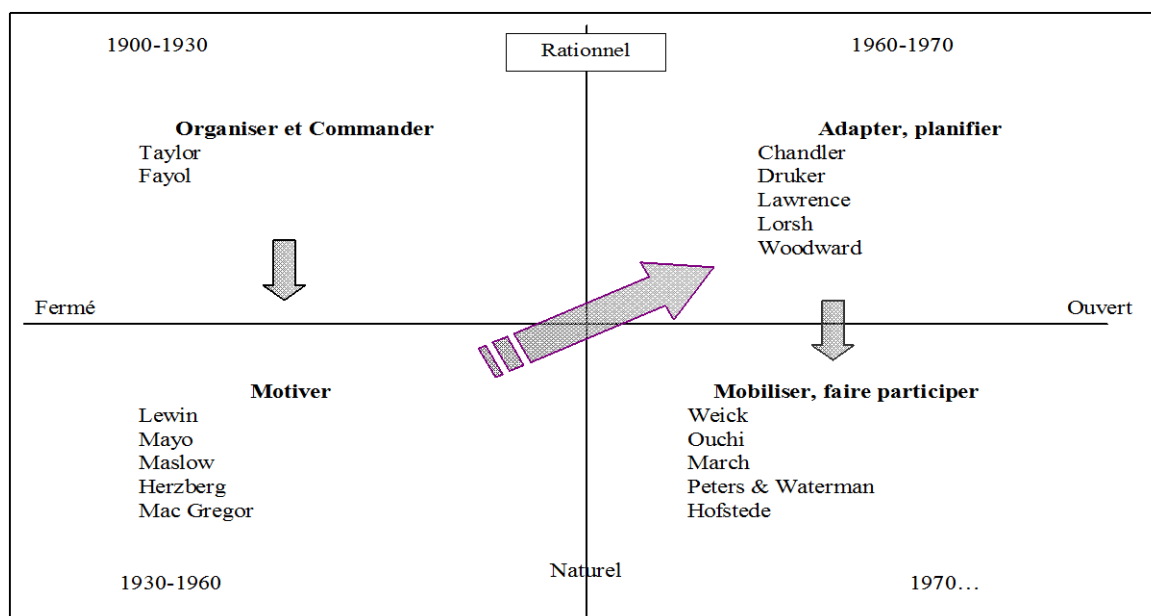 1900-1930
Rationnel
1960-1970
Organiser et Commander
Taylor
Fayol
Adapter, planifier
Chandler
Druker
Lawrence
Lorsh
Woodward
Fermé
Ouvert
Motiver
Lewin
Mayo
Maslow
Herzberg
Mac Gregor
Mobiliser, faire participer
Weick
Ouchi
March
Peters & Waterman
Hofstede
1930-1960
Naturel
1970…